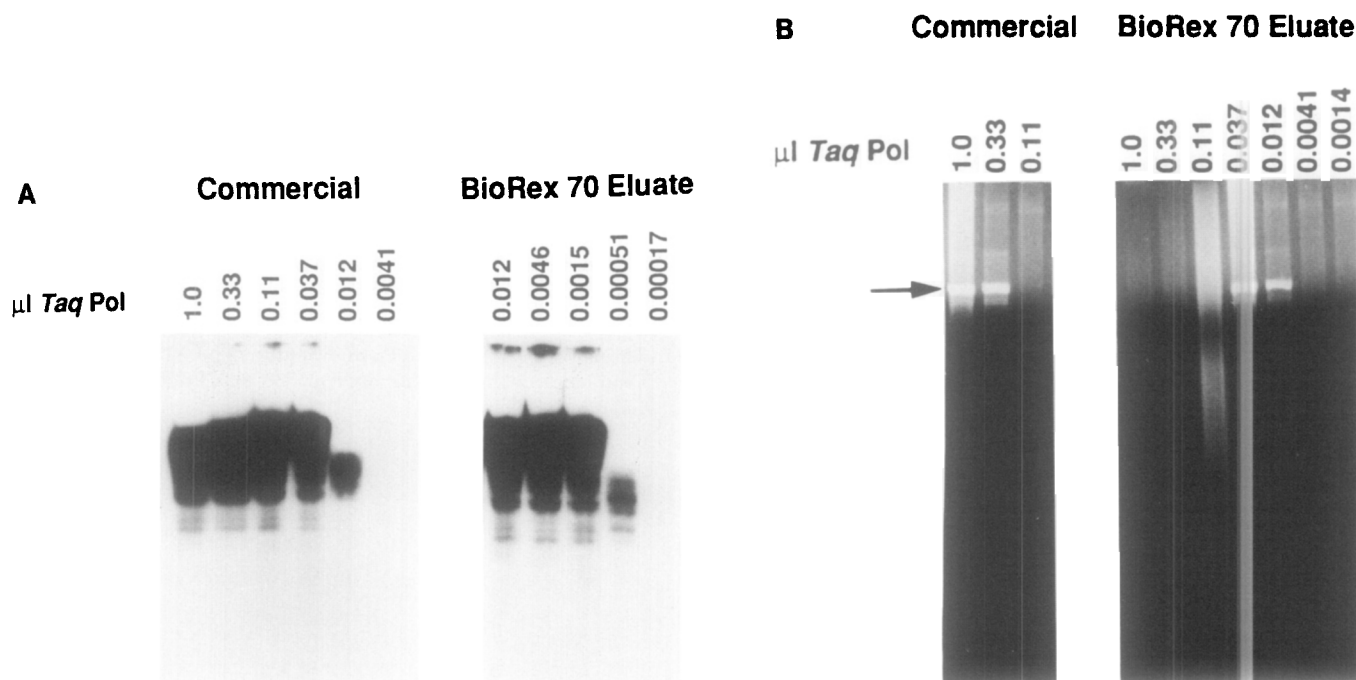 A Commercial BioRex 70 Eluate
μl Taq Pol 1.0 0.33 0.11 0.037 0.012 0.0041 0.012 0.0046 0.0015 0.00051 0.00017
B Commercial BioRex 70 Eluate
μl Taq Pol 1.0 0.33 0.11 1.0 0.33 0.11 0.037 0.012 0.0041 0.0014